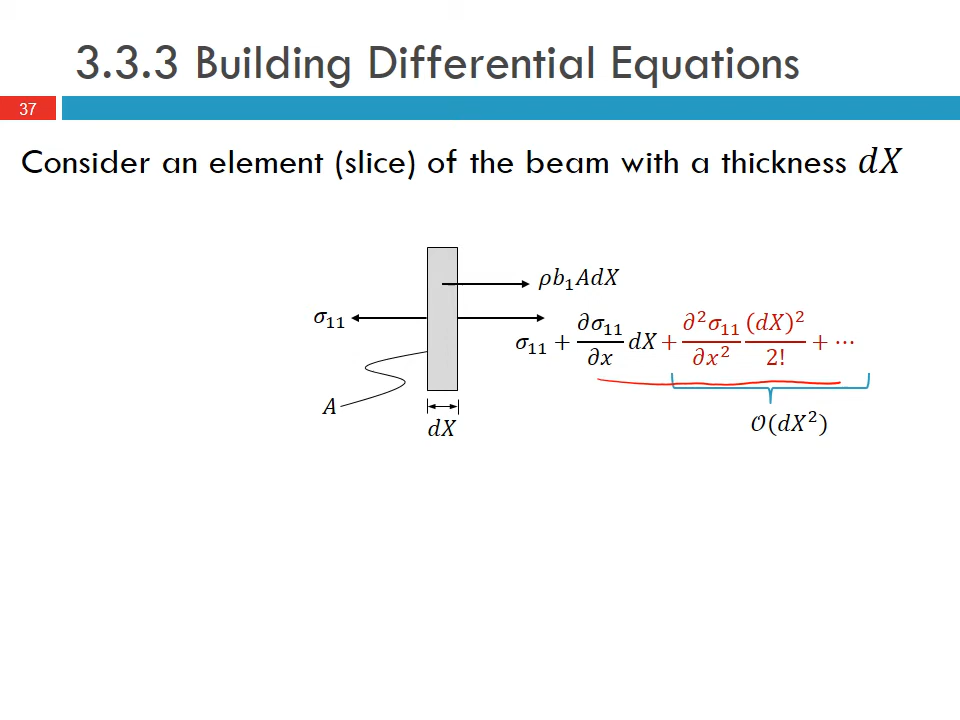 3.3.3 Building Differential Equations
37
Consider an element (slice) of the beam with a thickness 𝑑𝑋
𝜌𝑏₁𝐴𝑑𝑋
𝜎₁₁
𝜎₁₁ + ∂𝜎₁₁/∂𝑥 𝑑𝑋 + ∂²𝜎₁₁/∂𝑥² (𝑑𝑋)²/2! + ⋯
𝐴
𝑑𝑋
𝒪(𝑑𝑋²)